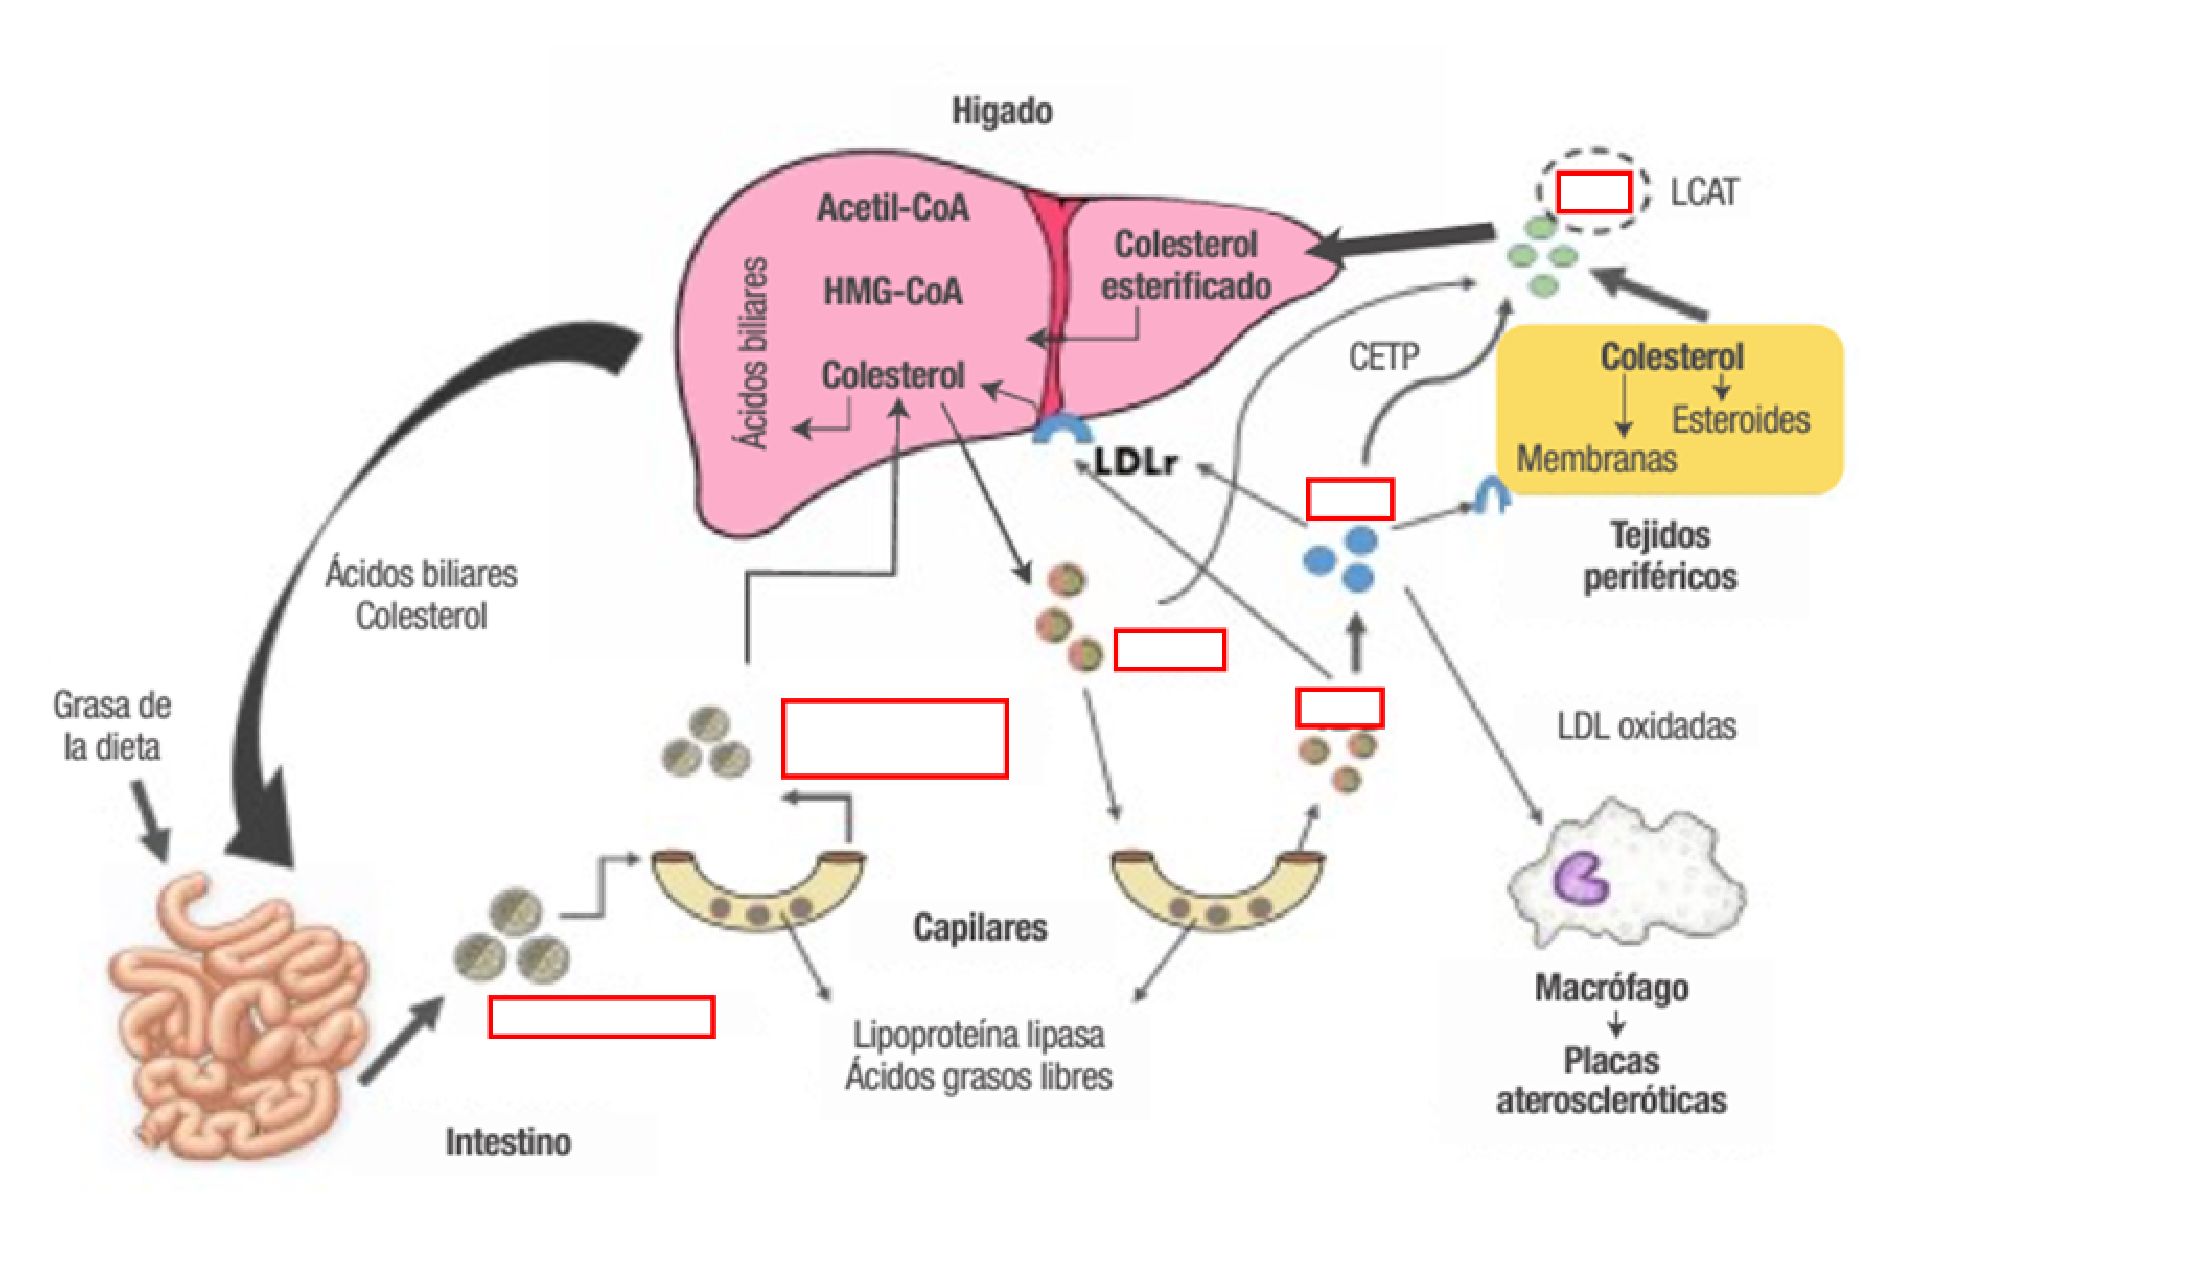 Higado
LCAT
Acetil-CoA
Colesterol
esterificado
HMG-CoA
Ácidos biliares
Colesterol
CETP
Colesterol
Esteroides
Membranas
LDLr
Tejidos
periféricos
Ácidos biliares
Colesterol
Grasa de
la dieta
LDL oxidadas
Capilares
Macrófago
Lipoproteína lipasa
Ácidos grasos libres
Placas
ateroscleróticas
Intestino